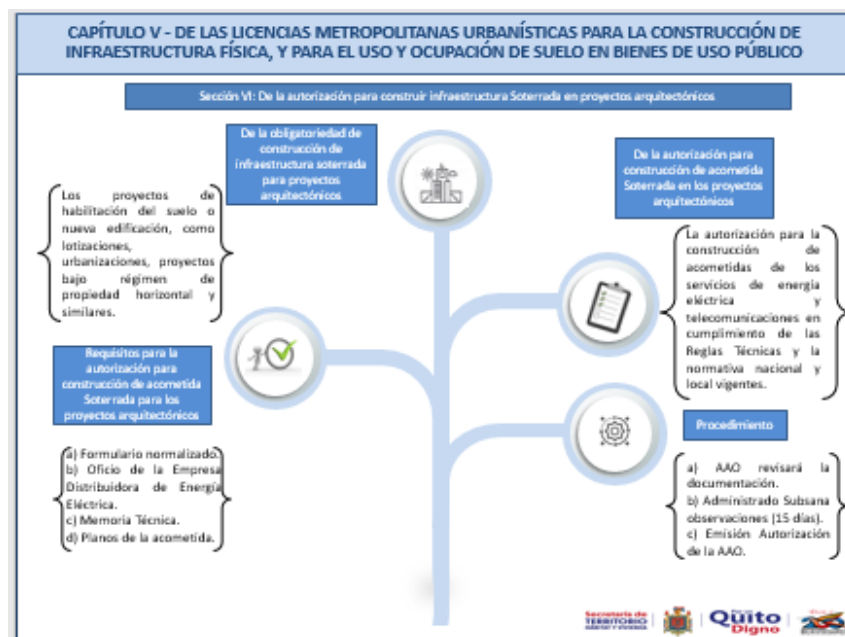 CAPÍTULO V - DE LAS LICENCIAS METROPOLITANAS URBANÍSTICAS PARA LA CONSTRUCCIÓN DE
INFRAESTRUCTURA FÍSICA, Y PARA EL USO Y OCUPACIÓN DE SUELO EN BIENES DE USO PÚBLICO
Sección VI: De la autorización para construir infraestructura Soterrada en proyectos arquitectónicos
De la obligatoriedad de
construcción de
infraestructura soterrada
para proyectos
arquitectónicos
Los proyectos de
habilitación del suelo o
nueva edificación, como
lotizaciones,
urbanizaciones, proyectos
bajo régimen de
propiedad horizontal y
similares.
De la autorización para
construcción de acometida
Soterrada en los proyectos
arquitectónicos
La autorización para la
construcción de
acometidas de los
servicios de energía
eléctrica y
telecomunicaciones en
cumplimiento de las
Reglas Técnicas y la
normativa nacional y
local vigentes.
Requisitos para la
autorización para
construcción de acometida
Soterrada para los
proyectos arquitectónicos
a) Formulario normalizado.
b) Oficio de la Empresa
Distribuidora de Energía
Eléctrica.
c) Memoria Técnica.
d) Planos de la acometida.
Procedimiento
a) AAO revisará la
documentación.
b) Administrado Subsana
observaciones (15 días).
c) Emisión Autorización
de la AAO.
Secretaría de
TERRITORIO
HÁBITAT Y VIVIENDA
Quito
Digno